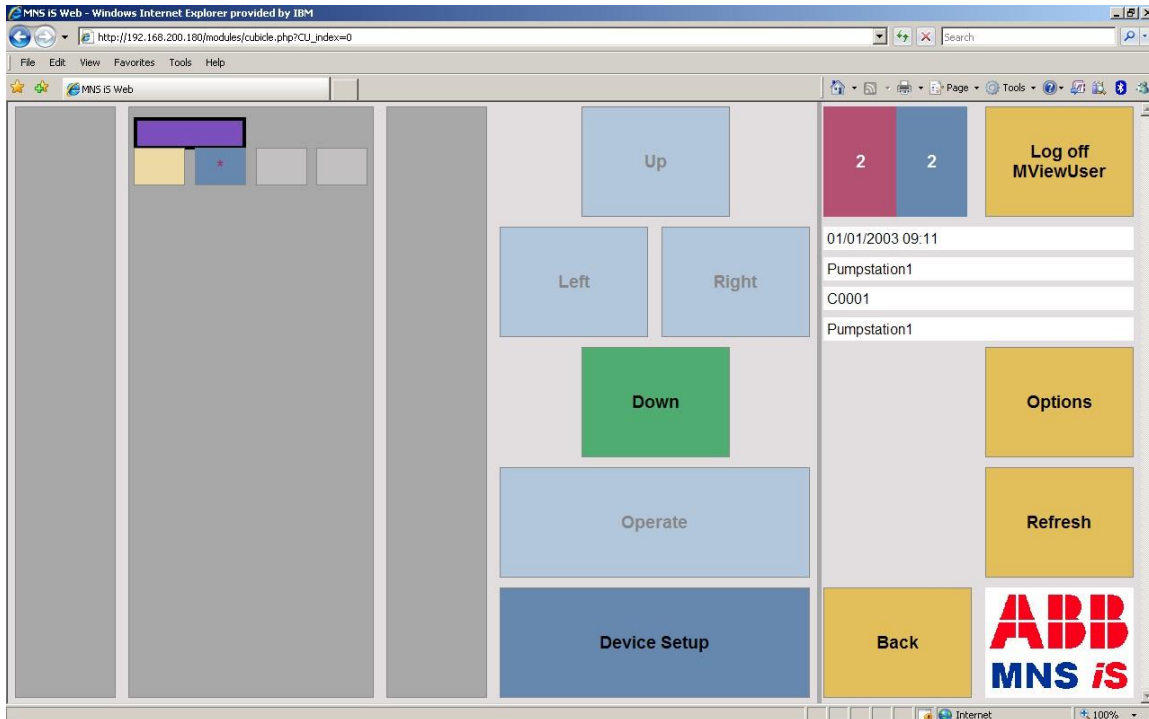 MNS iS Web - Windows Internet Explorer provided by IBM
http://192.168.200.180/modules/cubicle.php?CU_index=0
Search
File Edit View Favorites Tools Help
MNS iS Web
Page Tools
*
Up
2 2
Log off
MViewUser
01/01/2003 09:11
Left Right
Pumpstation1
C0001
Pumpstation1
Down
Options
Operate
Refresh
Device Setup
Back
ABB
MNS iS
Internet 100%